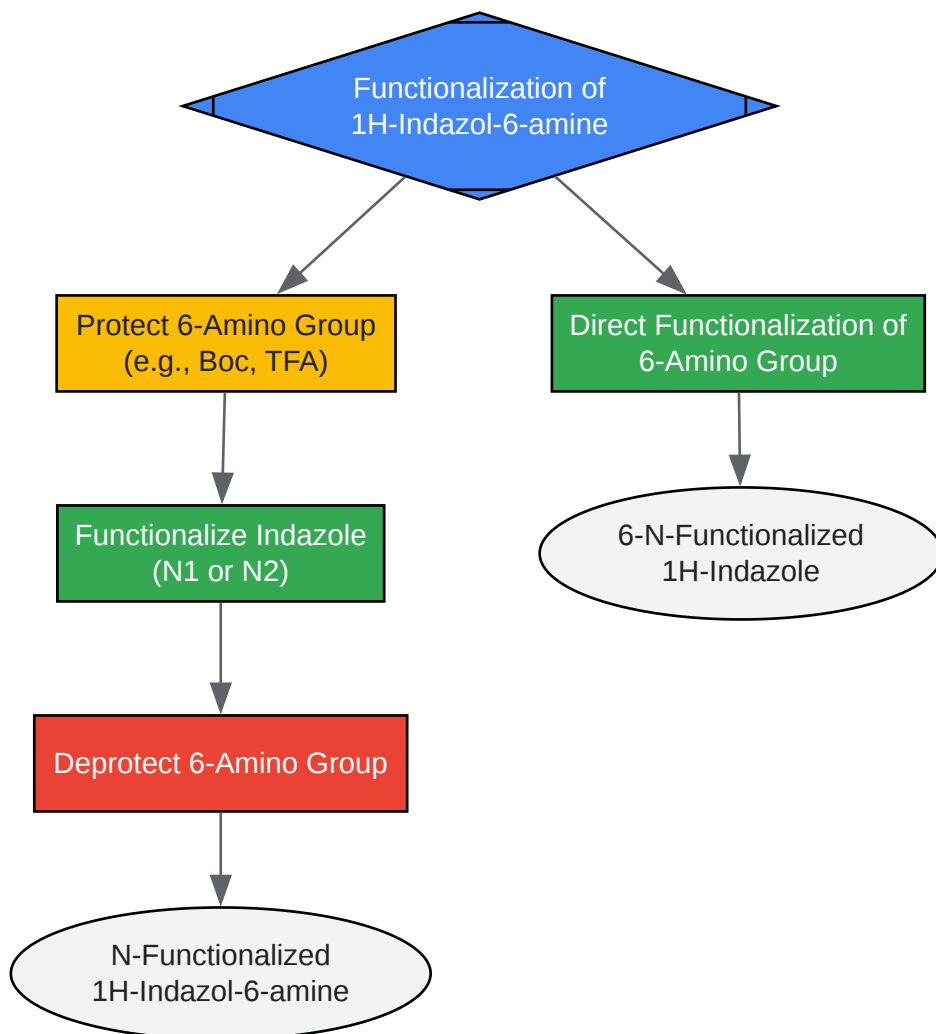 Functionalization of
1H-Indazol-6-amine
Protect 6-Amino Group
(e.g., Boc, TFA)
Direct Functionalization of
6-Amino Group
Functionalize Indazole
(N1 or N2)
6-N-Functionalized
1H-Indazole
Deprotect 6-Amino Group
N-Functionalized
1H-Indazol-6-amine